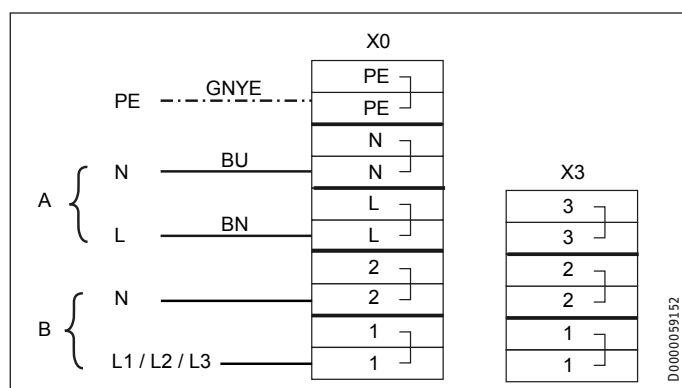 X0
PE
PE GNYE PE
N
A N BU N X3
L 3
L BN L 3
2 2
B N 2 2
1 1
L1 / L2 / L3 1 1
D0000059152